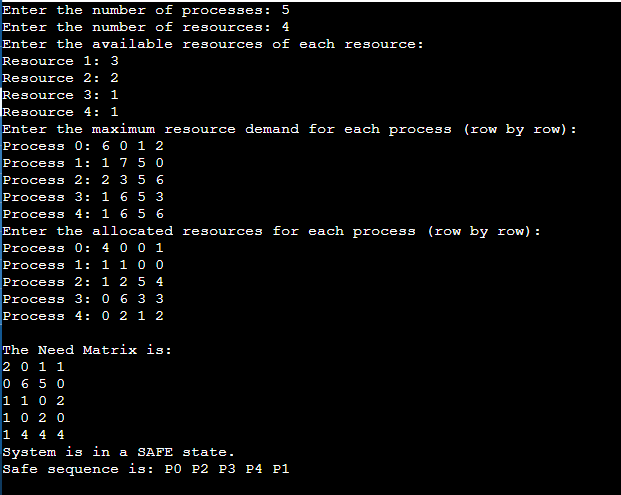 Enter the number of processes: 5
Enter the number of resources: 4
Enter the available resources of each resource:
Resource 1: 3
Resource 2: 2
Resource 3: 1
Resource 4: 1
Enter the maximum resource demand for each process (row by row):
Process 0: 6 0 1 2
Process 1: 1 7 5 0
Process 2: 2 3 5 6
Process 3: 1 6 5 3
Process 4: 1 6 5 6
Enter the allocated resources for each process (row by row):
Process 0: 4 0 0 1
Process 1: 1 1 0 0
Process 2: 1 2 5 4
Process 3: 0 6 3 3
Process 4: 0 2 1 2
The Need Matrix is:
2 0 1 1
0 6 5 0
1 1 0 2
1 0 2 0
1 4 4 4
System is in a SAFE state.
Safe sequence is: P0 P2 P3 P4 P1